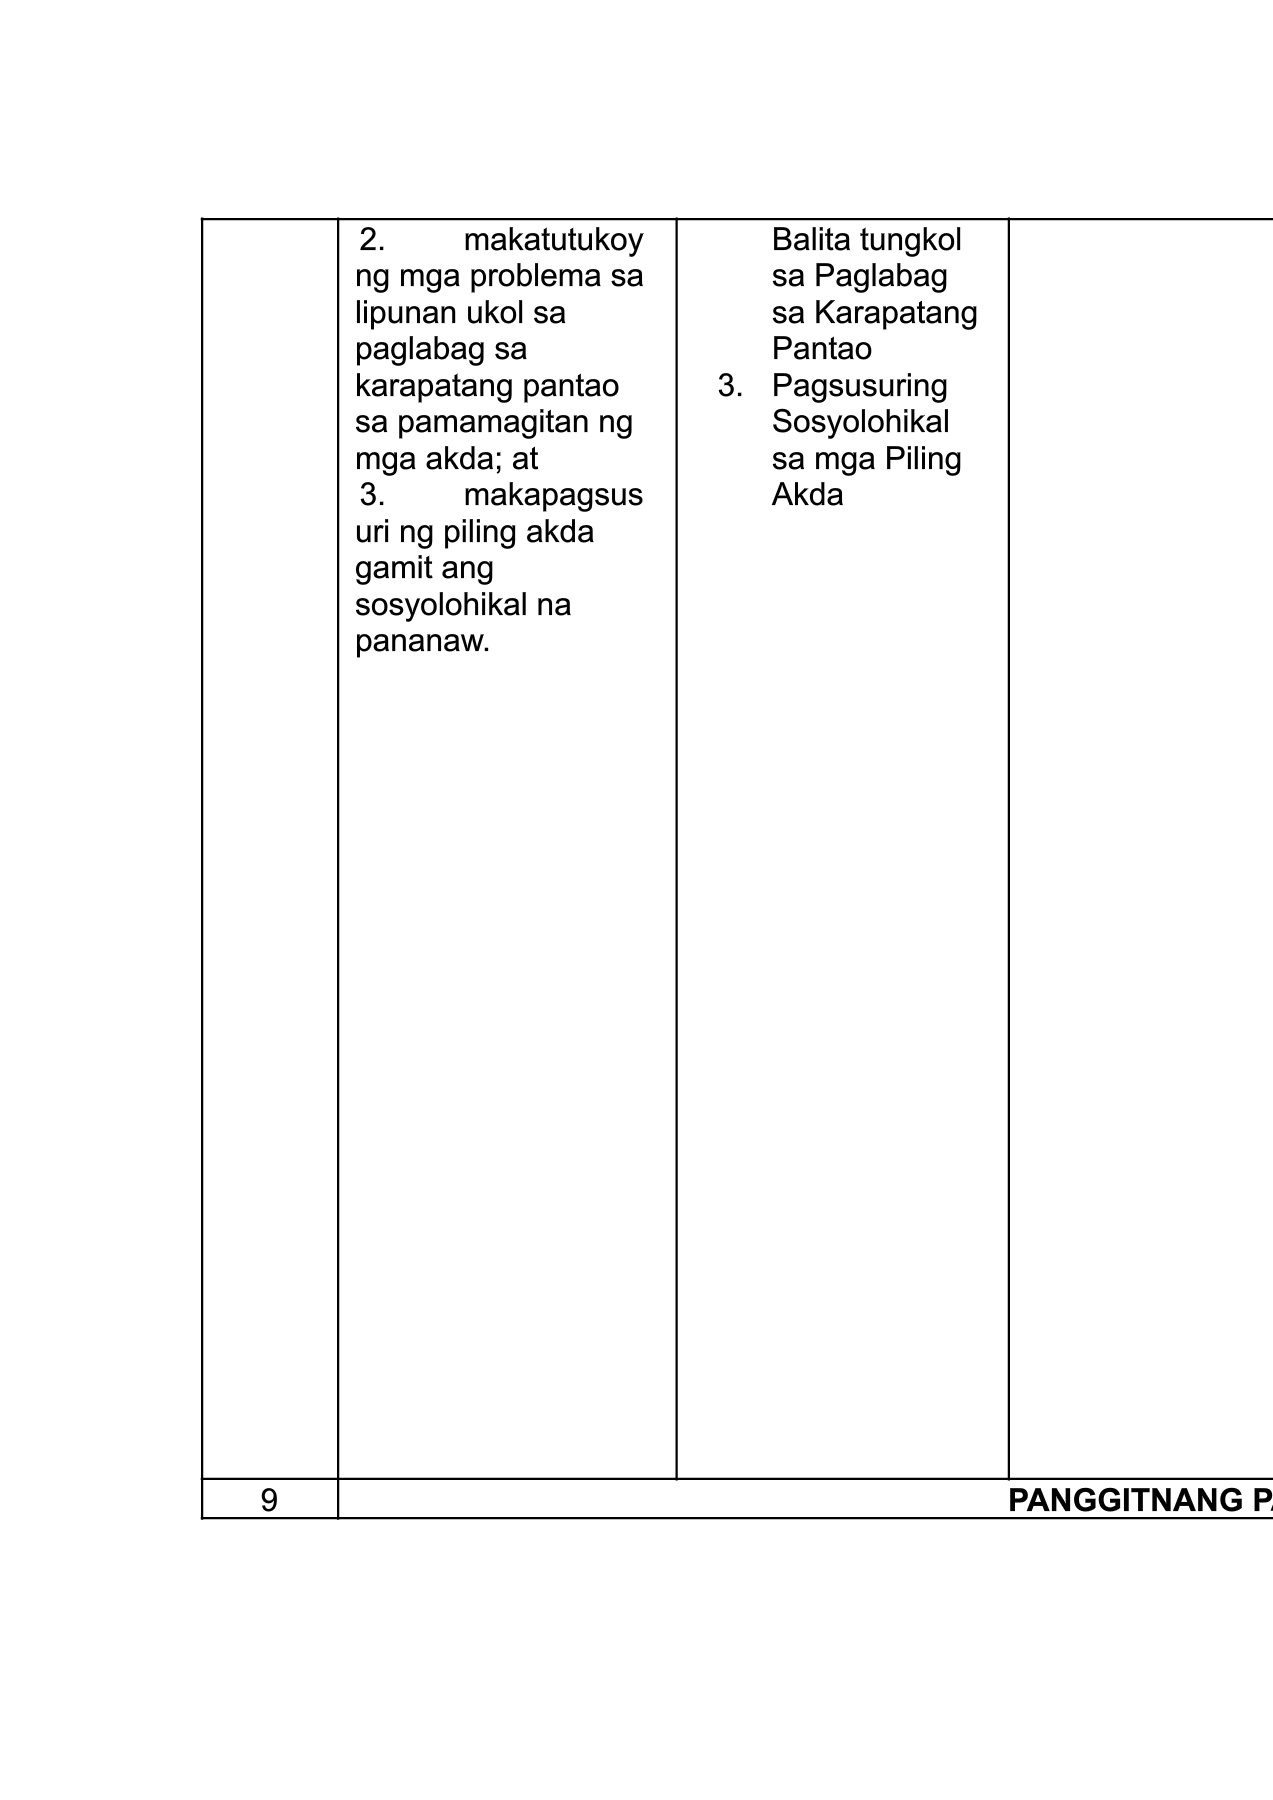 2. makatutukoy
ng mga problema sa
lipunan ukol sa
paglabag sa
karapatang pantao
sa pamamagitan ng
mga akda; at
3. makapagsus
uri ng piling akda
gamit ang
sosyolohikal na
pananaw.
Balita tungkol
sa Paglabag
sa Karapatang
Pantao
3. Pagsusuring
Sosyolohikal
sa mga Piling
Akda
9
PANGGITNANG